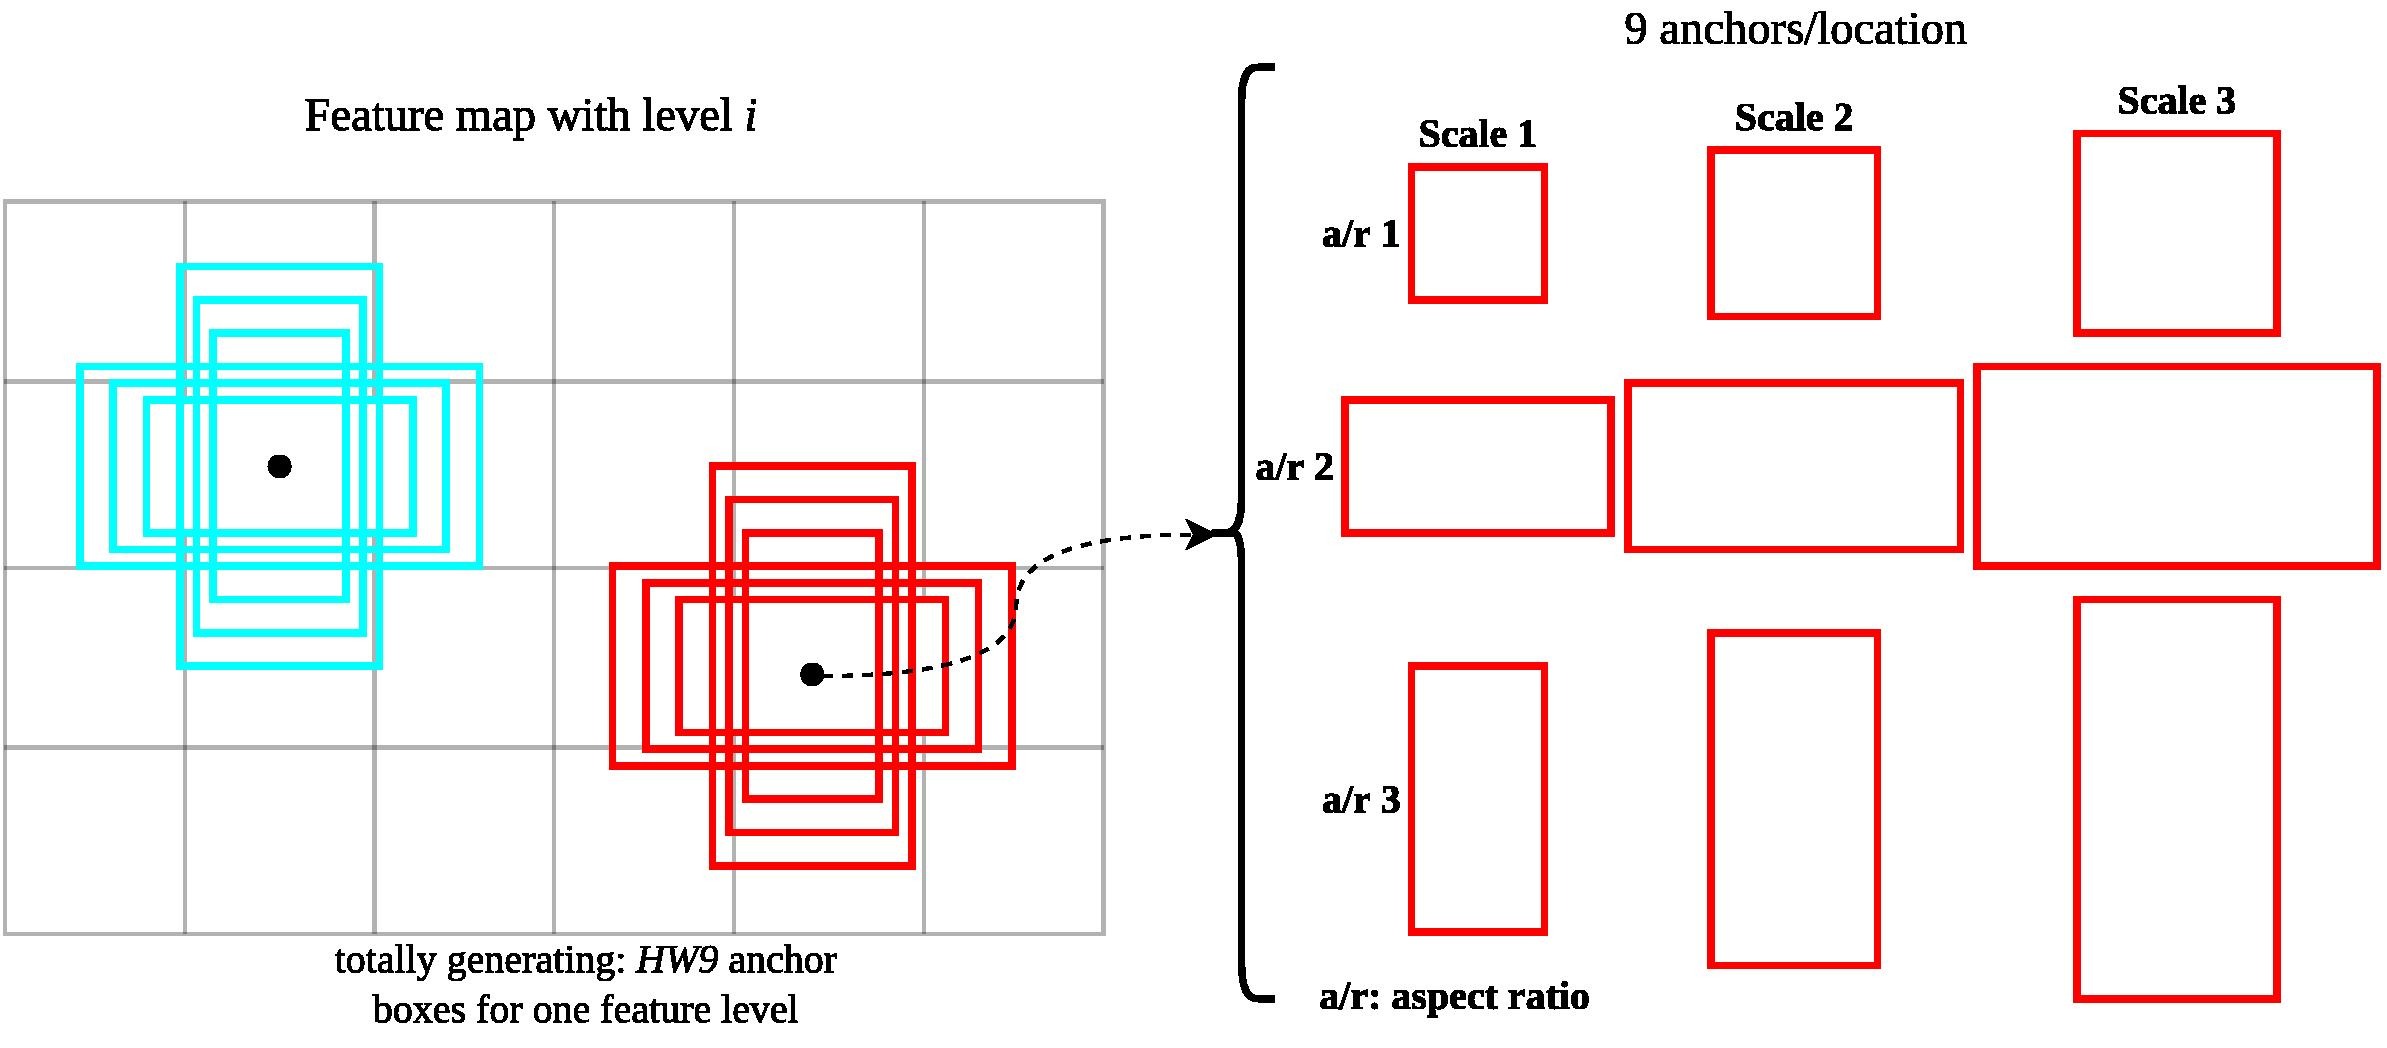 Feature map with level i
totally generating: HW9 anchor
boxes for one feature level
9 anchors/location
Scale 1
Scale 2
Scale 3
a/r 1
a/r 2
a/r 3
a/r: aspect ratio